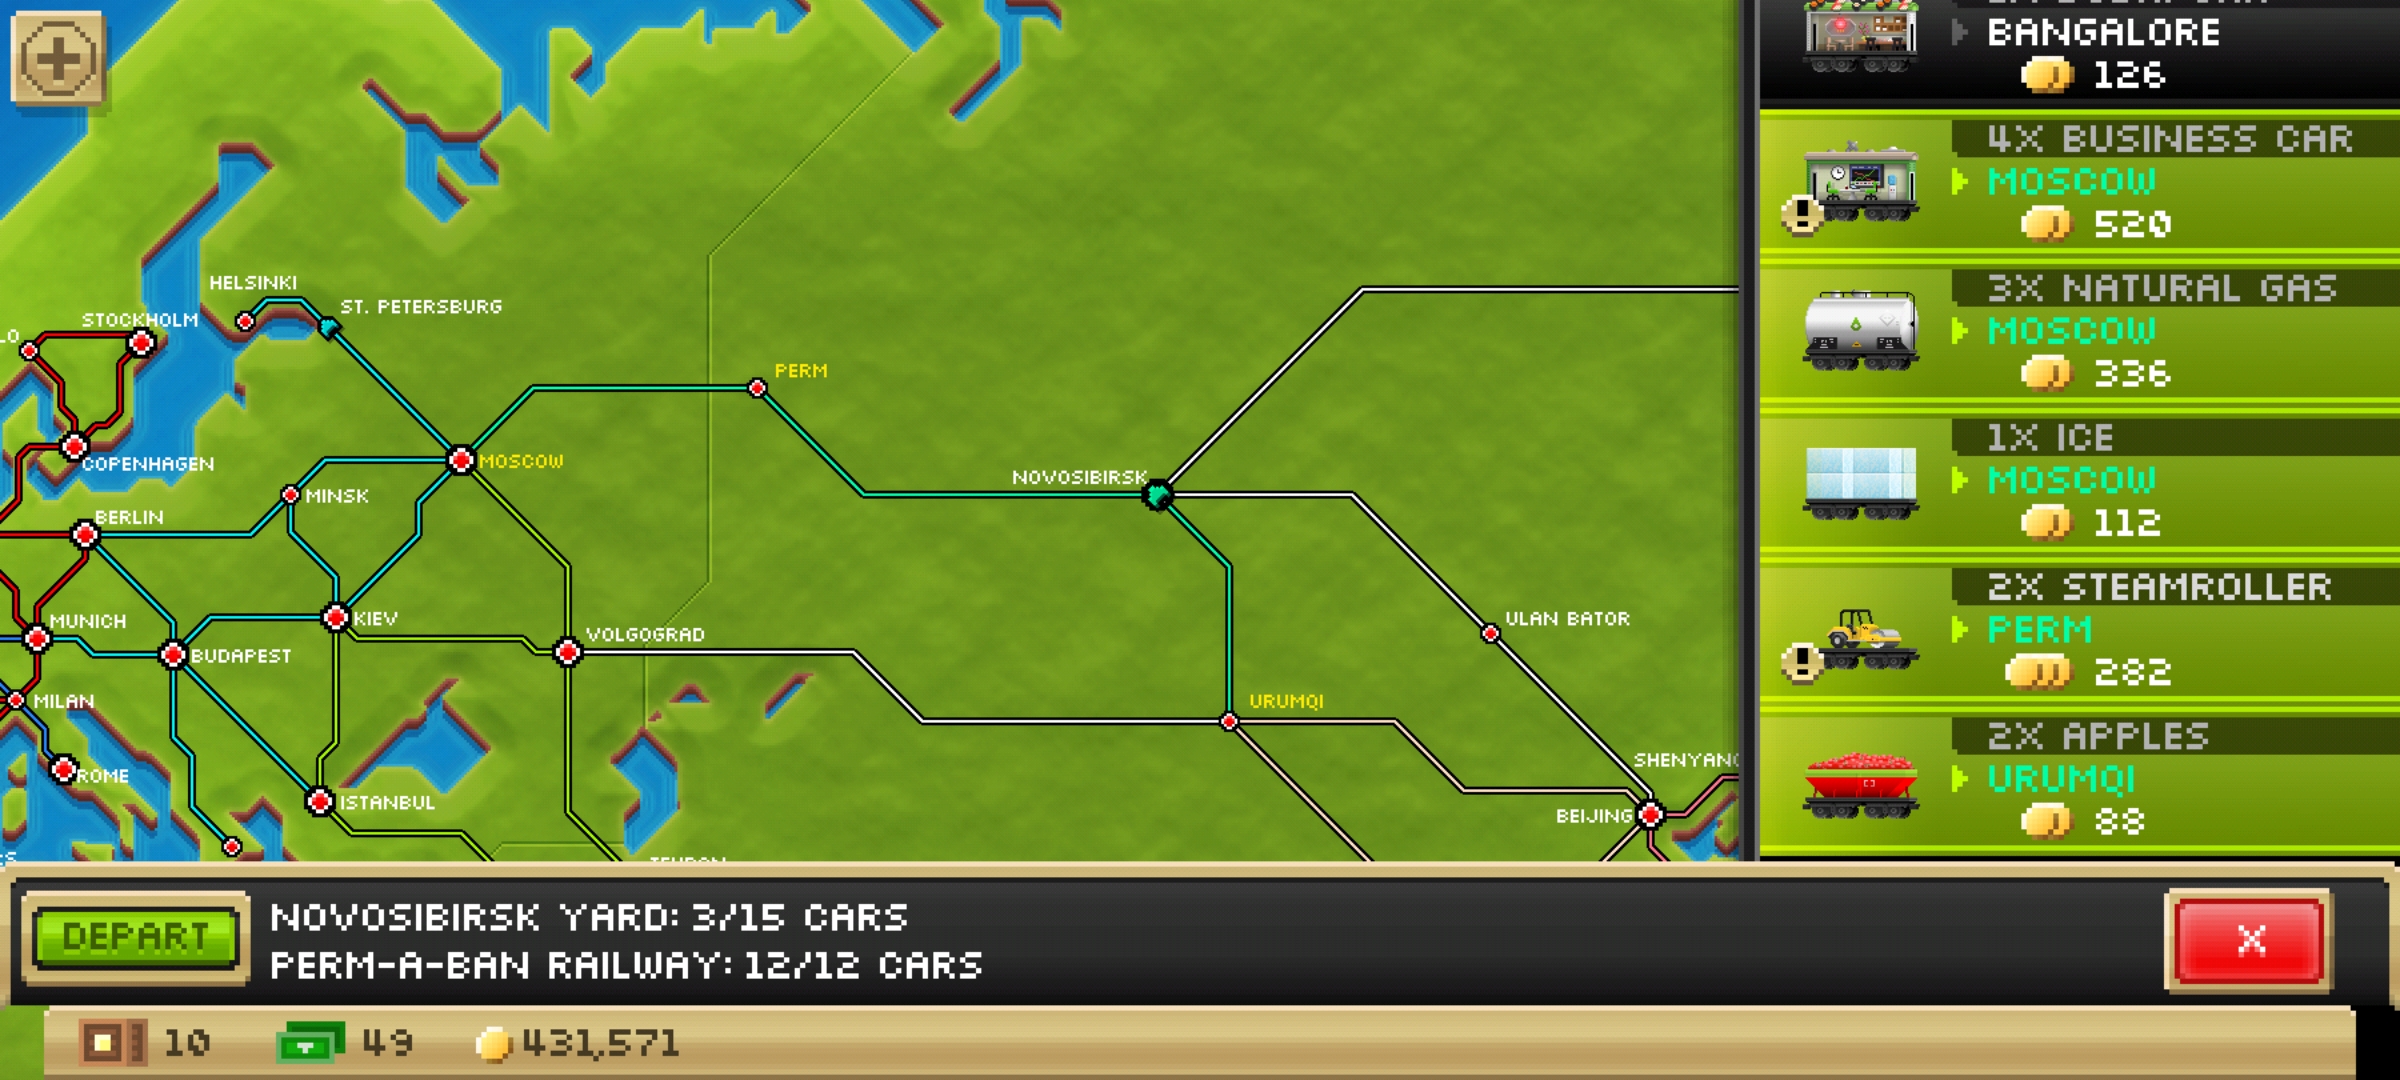 HELSINKI
ST. PETERSBURG
STOCKHOLM
PERM
COPENHAGEN
MOSCOW
NOVOSIBIRSK
MINSK
BERLIN
MUNICH
KIEV
VOLGOGRAD
ULAN BATOR
BUDAPEST
MILAN
URUMQI
ROME
ISTANBUL
SHENYANG
BEIJING
BANGALORE
126
4X BUSINESS CAR
MOSCOW
520
3X NATURAL GAS
MOSCOW
336
1X ICE
MOSCOW
112
2X STEAMROLLER
PERM
282
2X APPLES
URUMQI
88
DEPART
NOVOSIBIRSK YARD: 3/15 CARS
PERM-A-BAN RAILWAY: 12/12 CARS
X
10
49
431,571